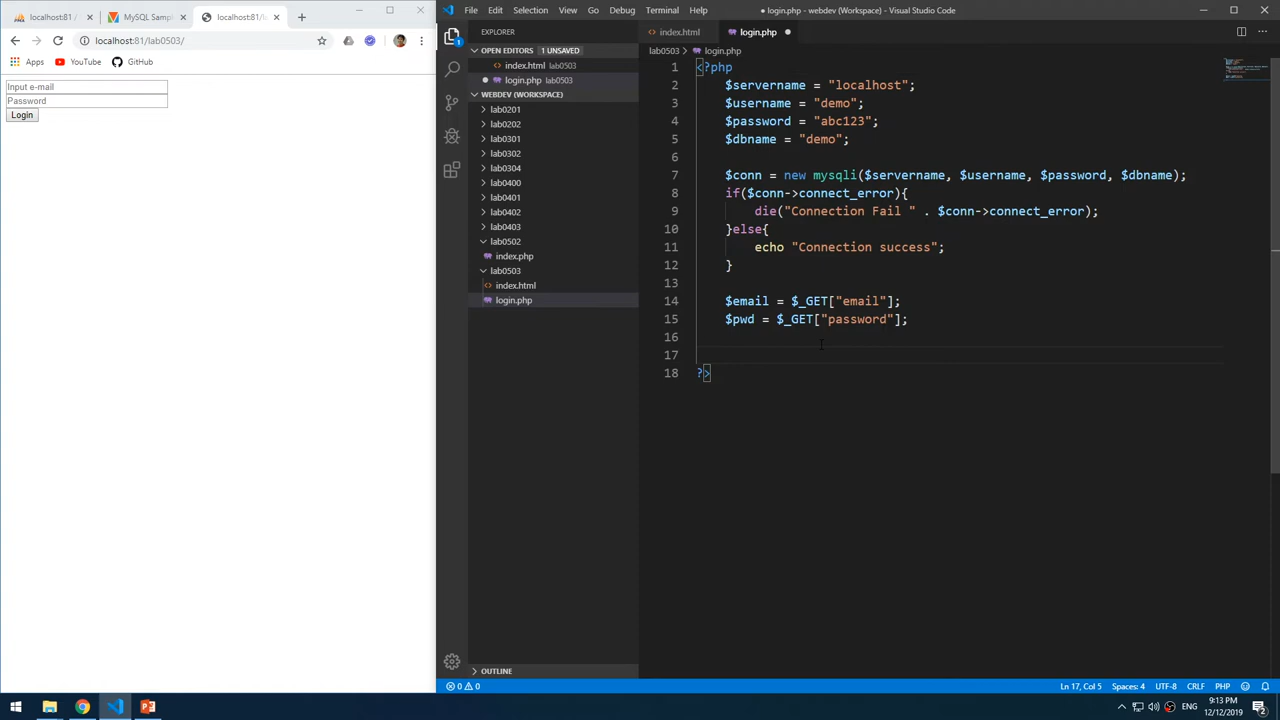 localhost:81 /
MySQL Samp
localhost:81/la
localhost:81/lab0503/
Apps
YouTube
GitHub
Input e-mail
Password
Login
File
Edit
Selection
View
Go
Debug
Terminal
Help
● login.php - webdev (Workspace) - Visual Studio Code
EXPLORER
OPEN EDITORS 1 UNSAVED
index.html lab0503
login.php lab0503
WEBDEV (WORKSPACE)
lab0201
lab0202
lab0301
lab0302
lab0304
lab0400
lab0401
lab0402
lab0403
lab0502
index.php
lab0503
index.html
login.php
OUTLINE
index.html
login.php
lab0503 > login.php
1 <?php
2 $servername = "localhost";
3 $username = "demo";
4 $password = "abc123";
5 $dbname = "demo";
6
7 $conn = new mysqli($servername, $username, $password, $dbname);
8 if($conn->connect_error){
9 die("Connection Fail " . $conn->connect_error);
10 }else{
11 echo "Connection success";
12 }
13
14 $email = $_GET["email"];
15 $pwd = $_GET["password"];
16
17
18 ?>
0 0
Ln 17, Col 5
Spaces: 4
UTF-8
CRLF
PHP
1
ENG
9:13 PM
12/12/2019
2